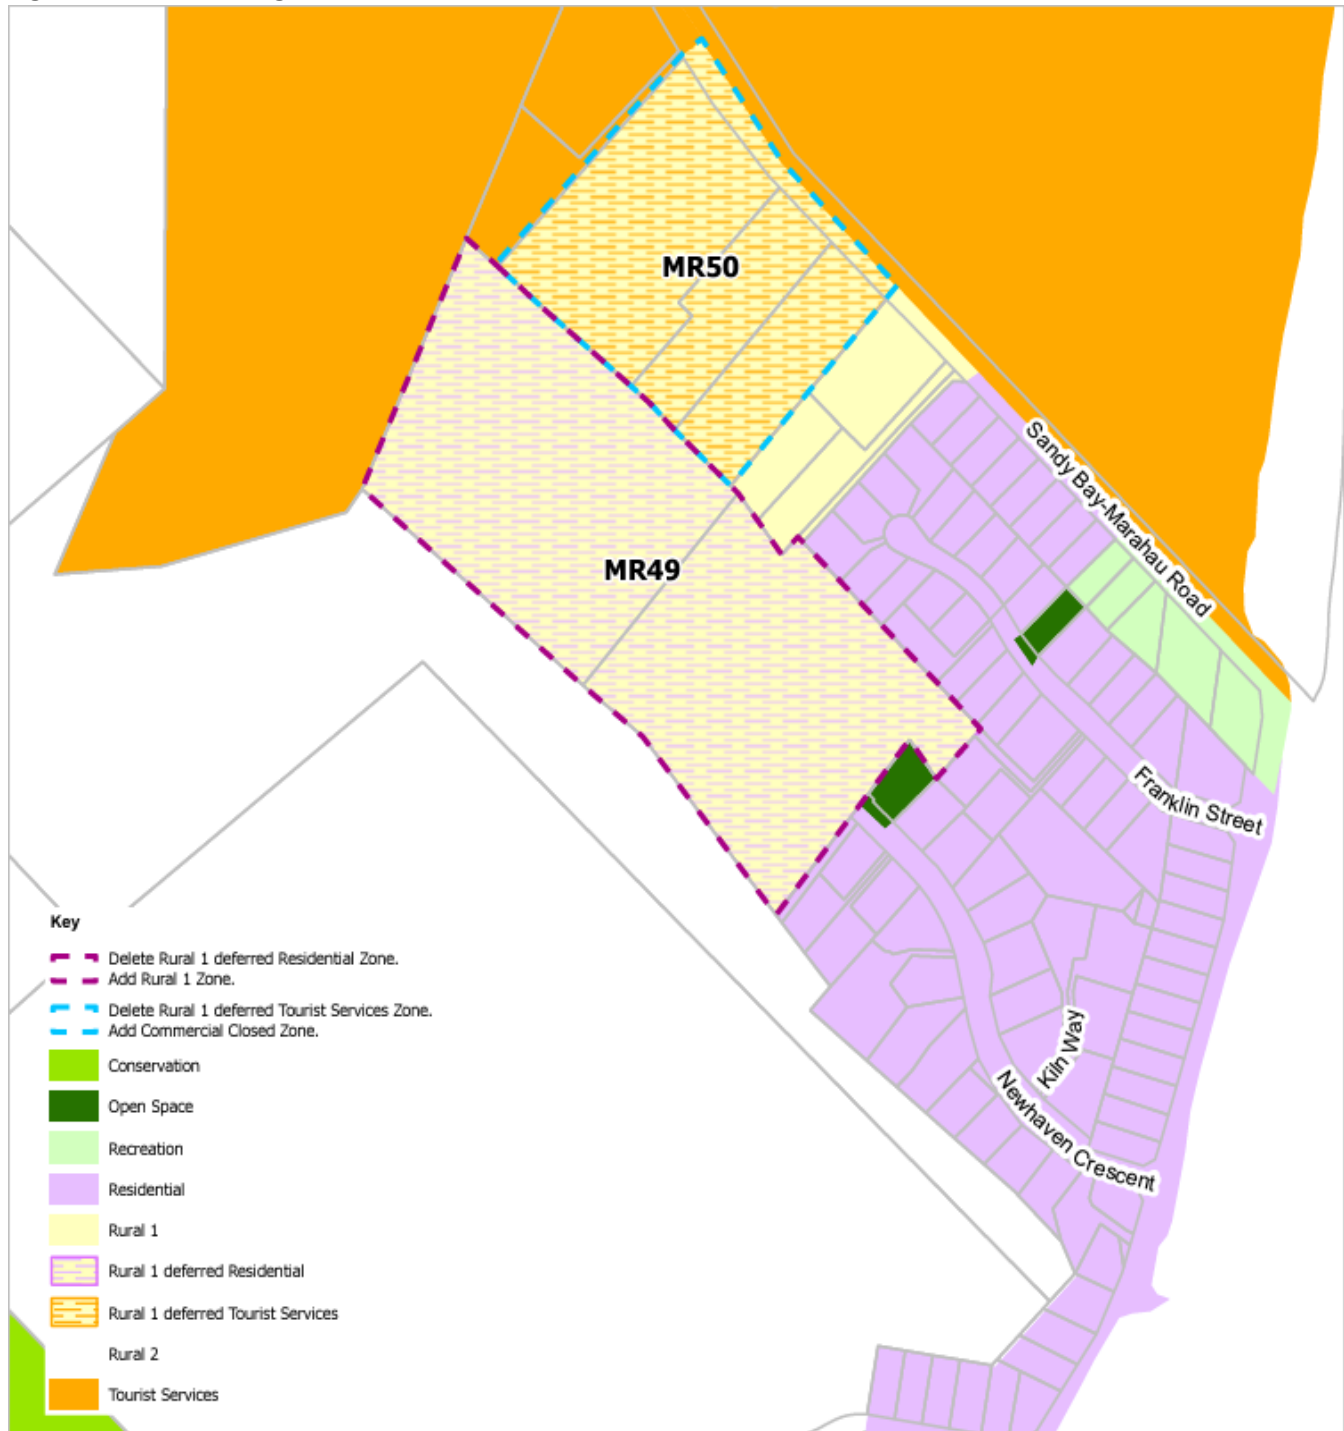 MR50
Sandy Bay-Marahau Road
MR49
Franklin Street
Kiln Way
Newhaven Crescent
Key
Delete Rural 1 deferred Residential Zone.
Add Rural 1 Zone.
Delete Rural 1 deferred Tourist Services Zone.
Add Commercial Closed Zone.
Conservation
Open Space
Recreation
Residential
Rural 1
Rural 1 deferred Residential
Rural 1 deferred Tourist Services
Rural 2
Tourist Services